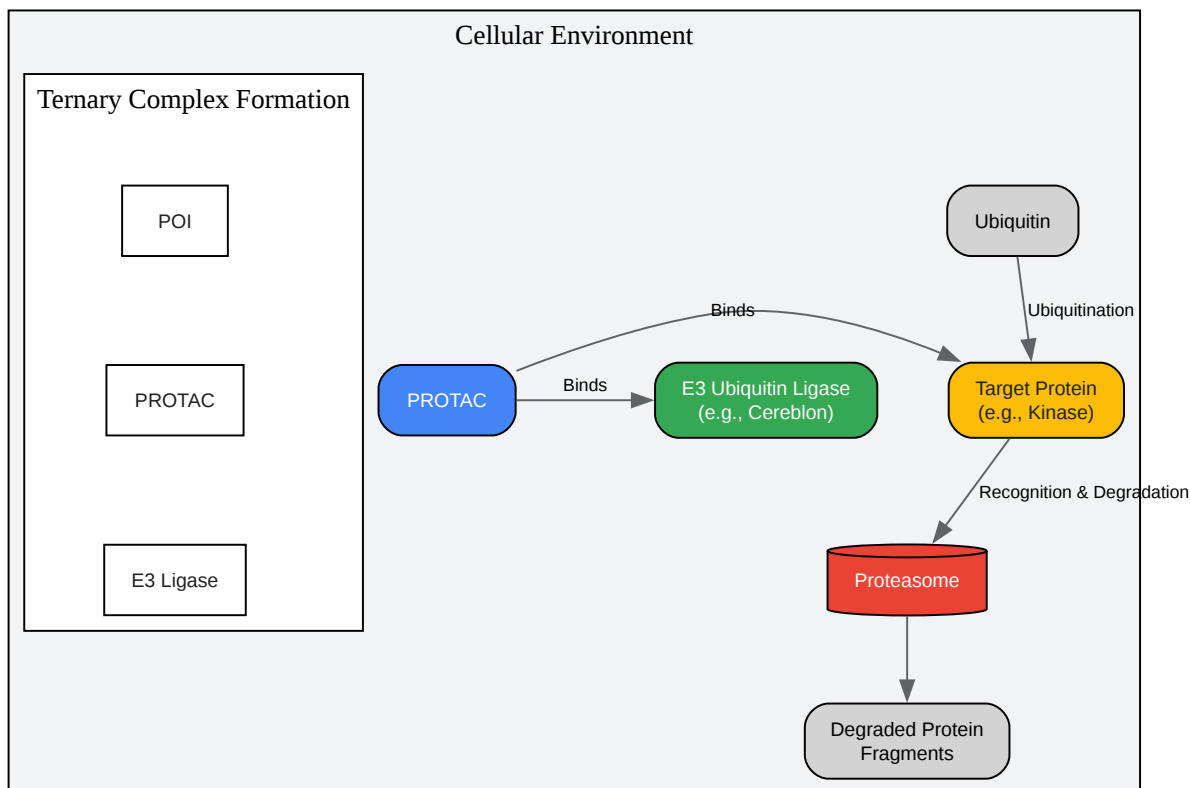 Cellular Environment
Ternary Complex Formation
POI
Ubiquitin
Binds
Ubiquitination
PROTAC
PROTAC
Binds
E3 Ubiquitin Ligase
(e.g., Cereblon)
Target Protein
(e.g., Kinase)
Recognition & Degradation
E3 Ligase
Proteasome
Degraded Protein
Fragments